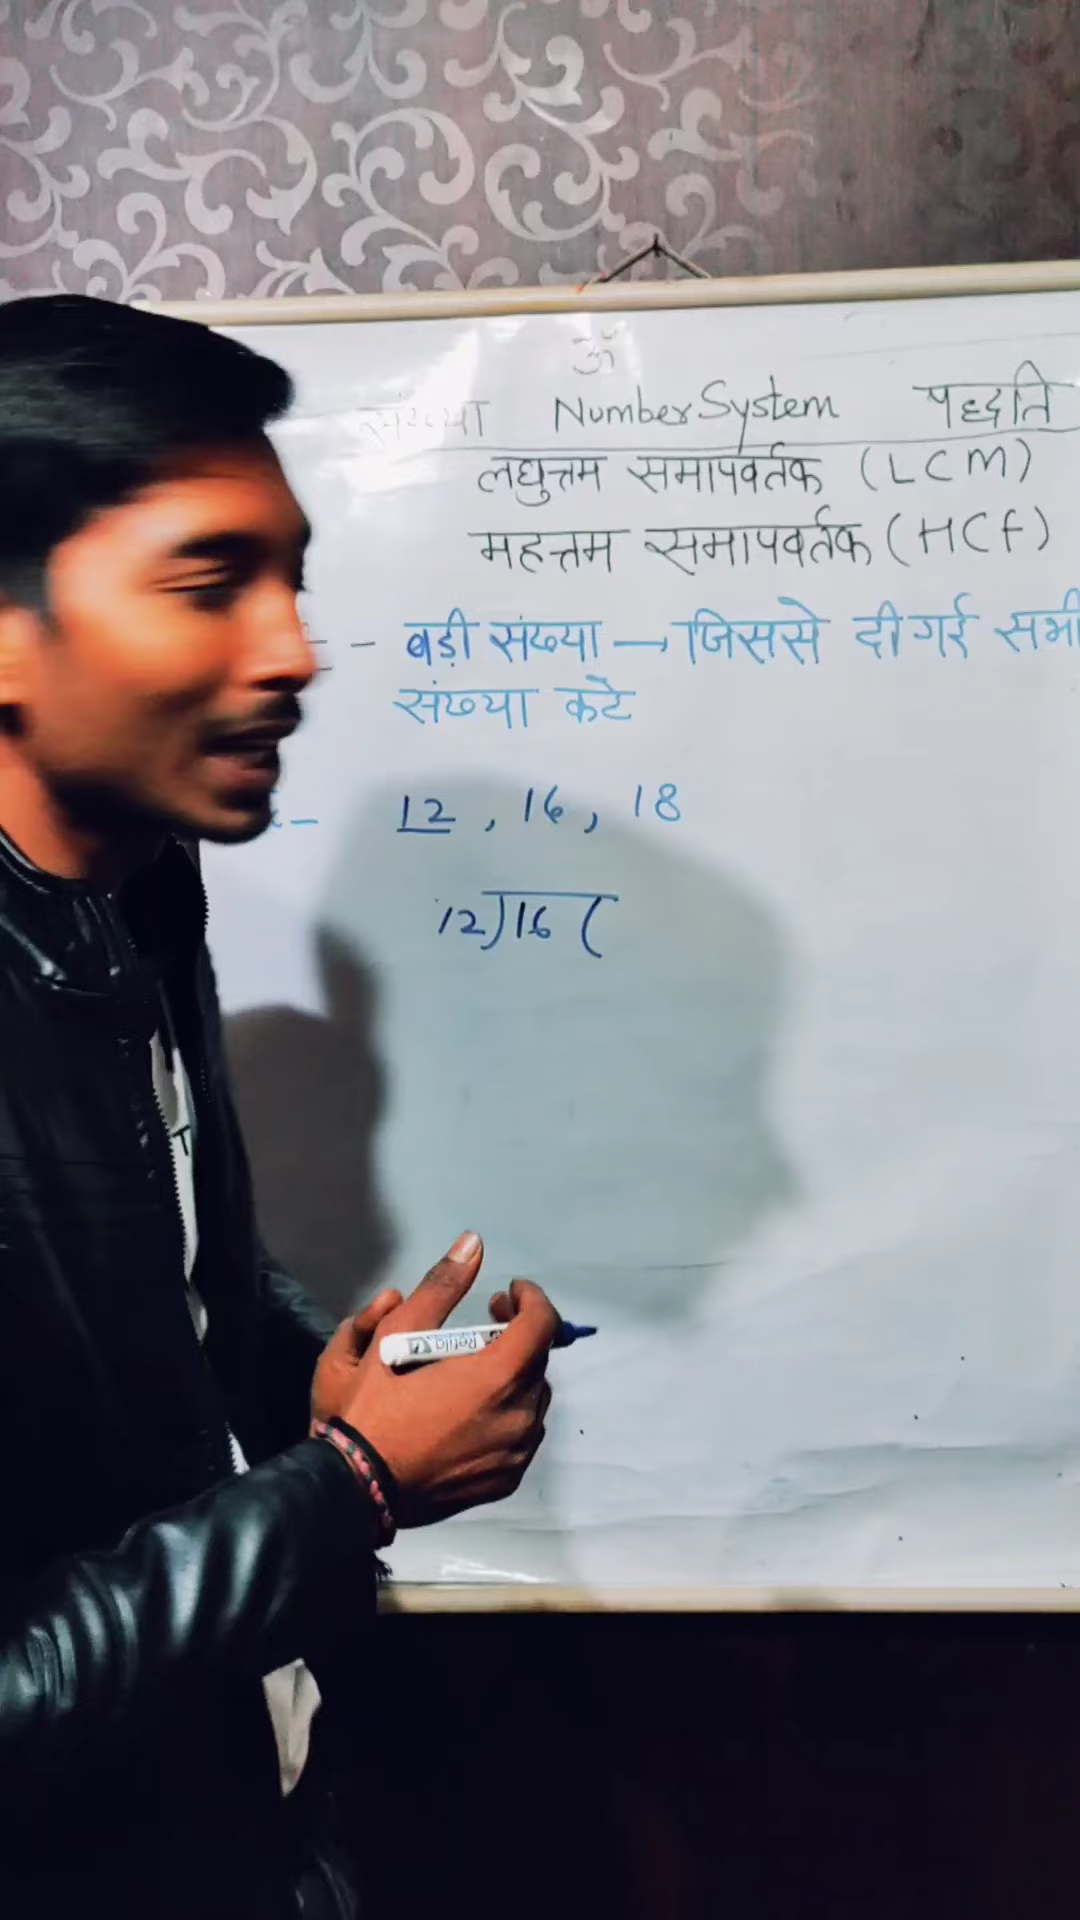 ॐ
संख्या Number System पद्धति
लघुत्तम समापवर्तक (LCM)
महत्तम समापवर्तक (HCf)
- बड़ी संख्या → जिससे दी गई सभी
संख्या कटे
- 12, 16, 18
12)16(